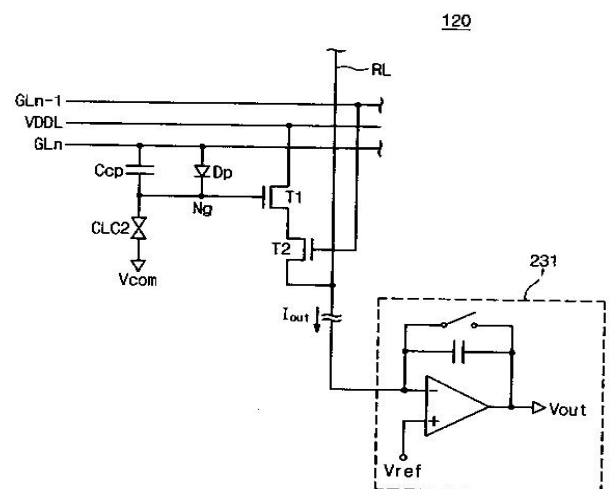 120
RL
GLn-1
VDDL
GLn
Ccp
Dp
T1
Ng
CLC2
T2
Vcom
231
Iout
Vout
Vref